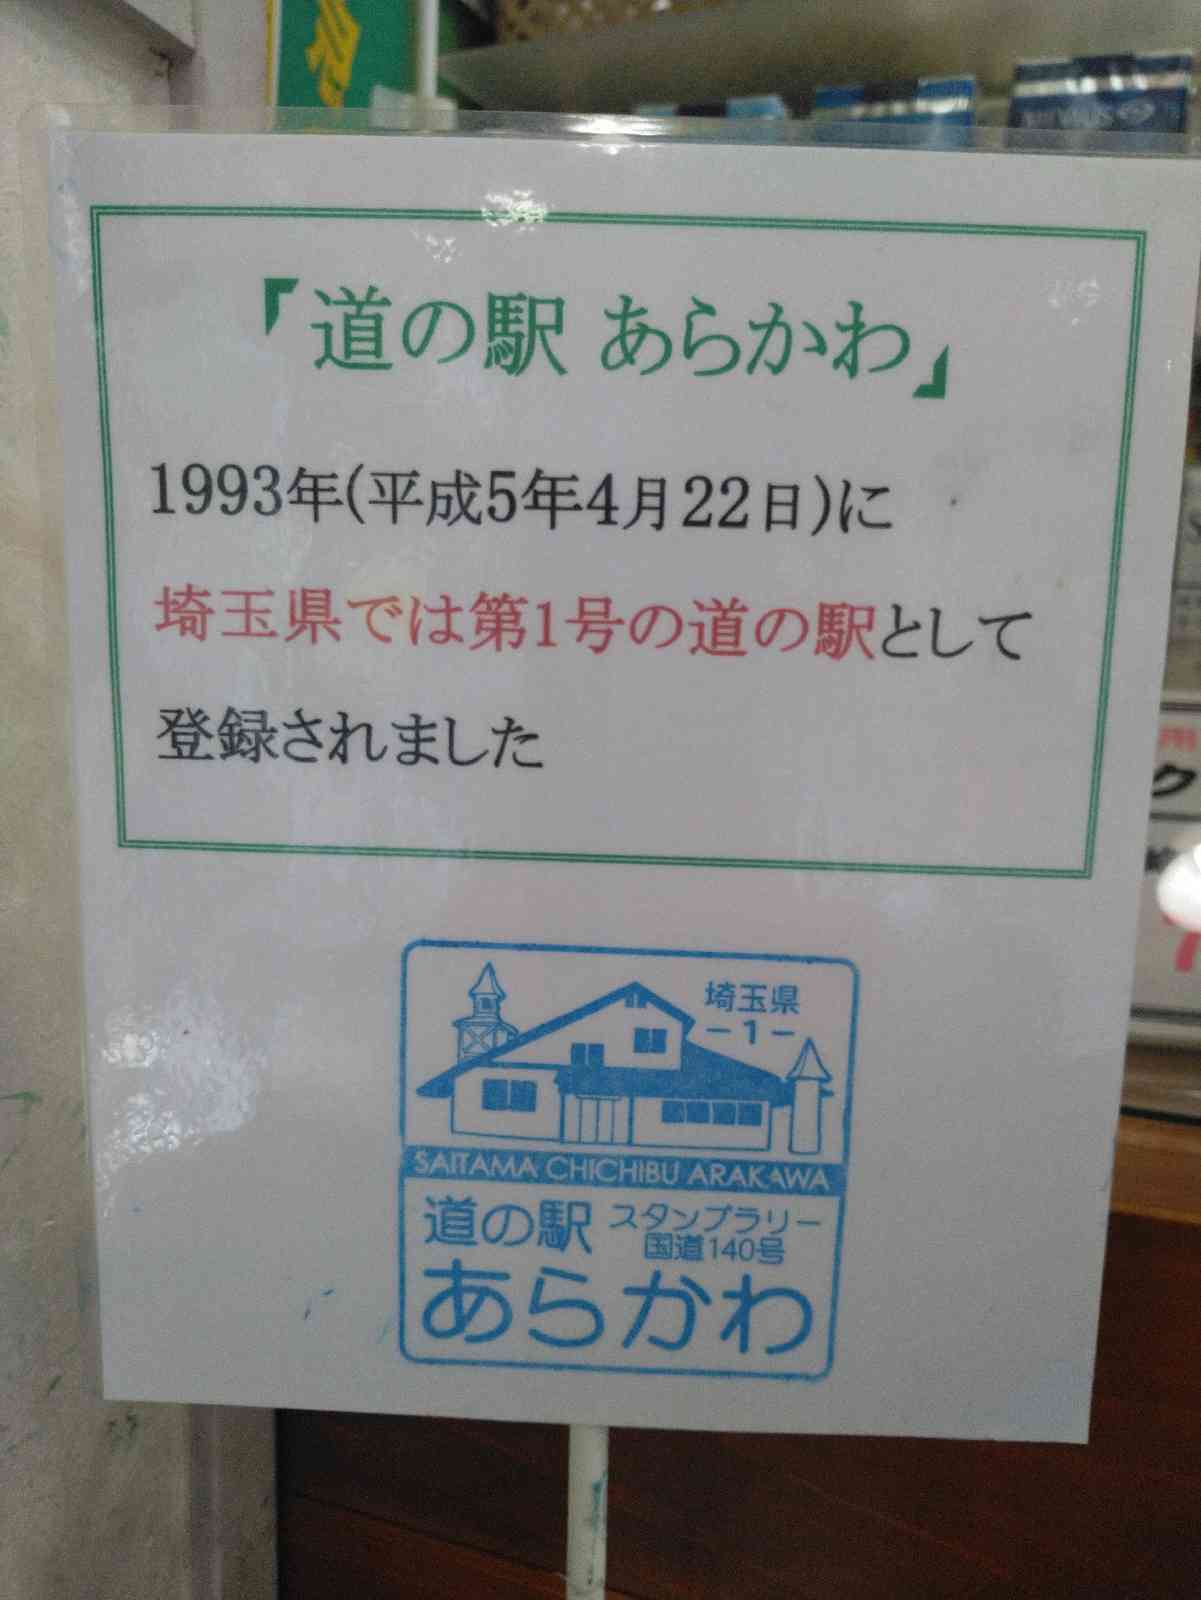 「道の駅 あらかわ」
1993年(平成5年4月22日)に
埼玉県では第1号の道の駅として
登録されました
埼玉県
－1－
SAITAMA CHICHIBU ARAKAWA
道の駅 スタンプラリー
国道140号
あらかわ
ク